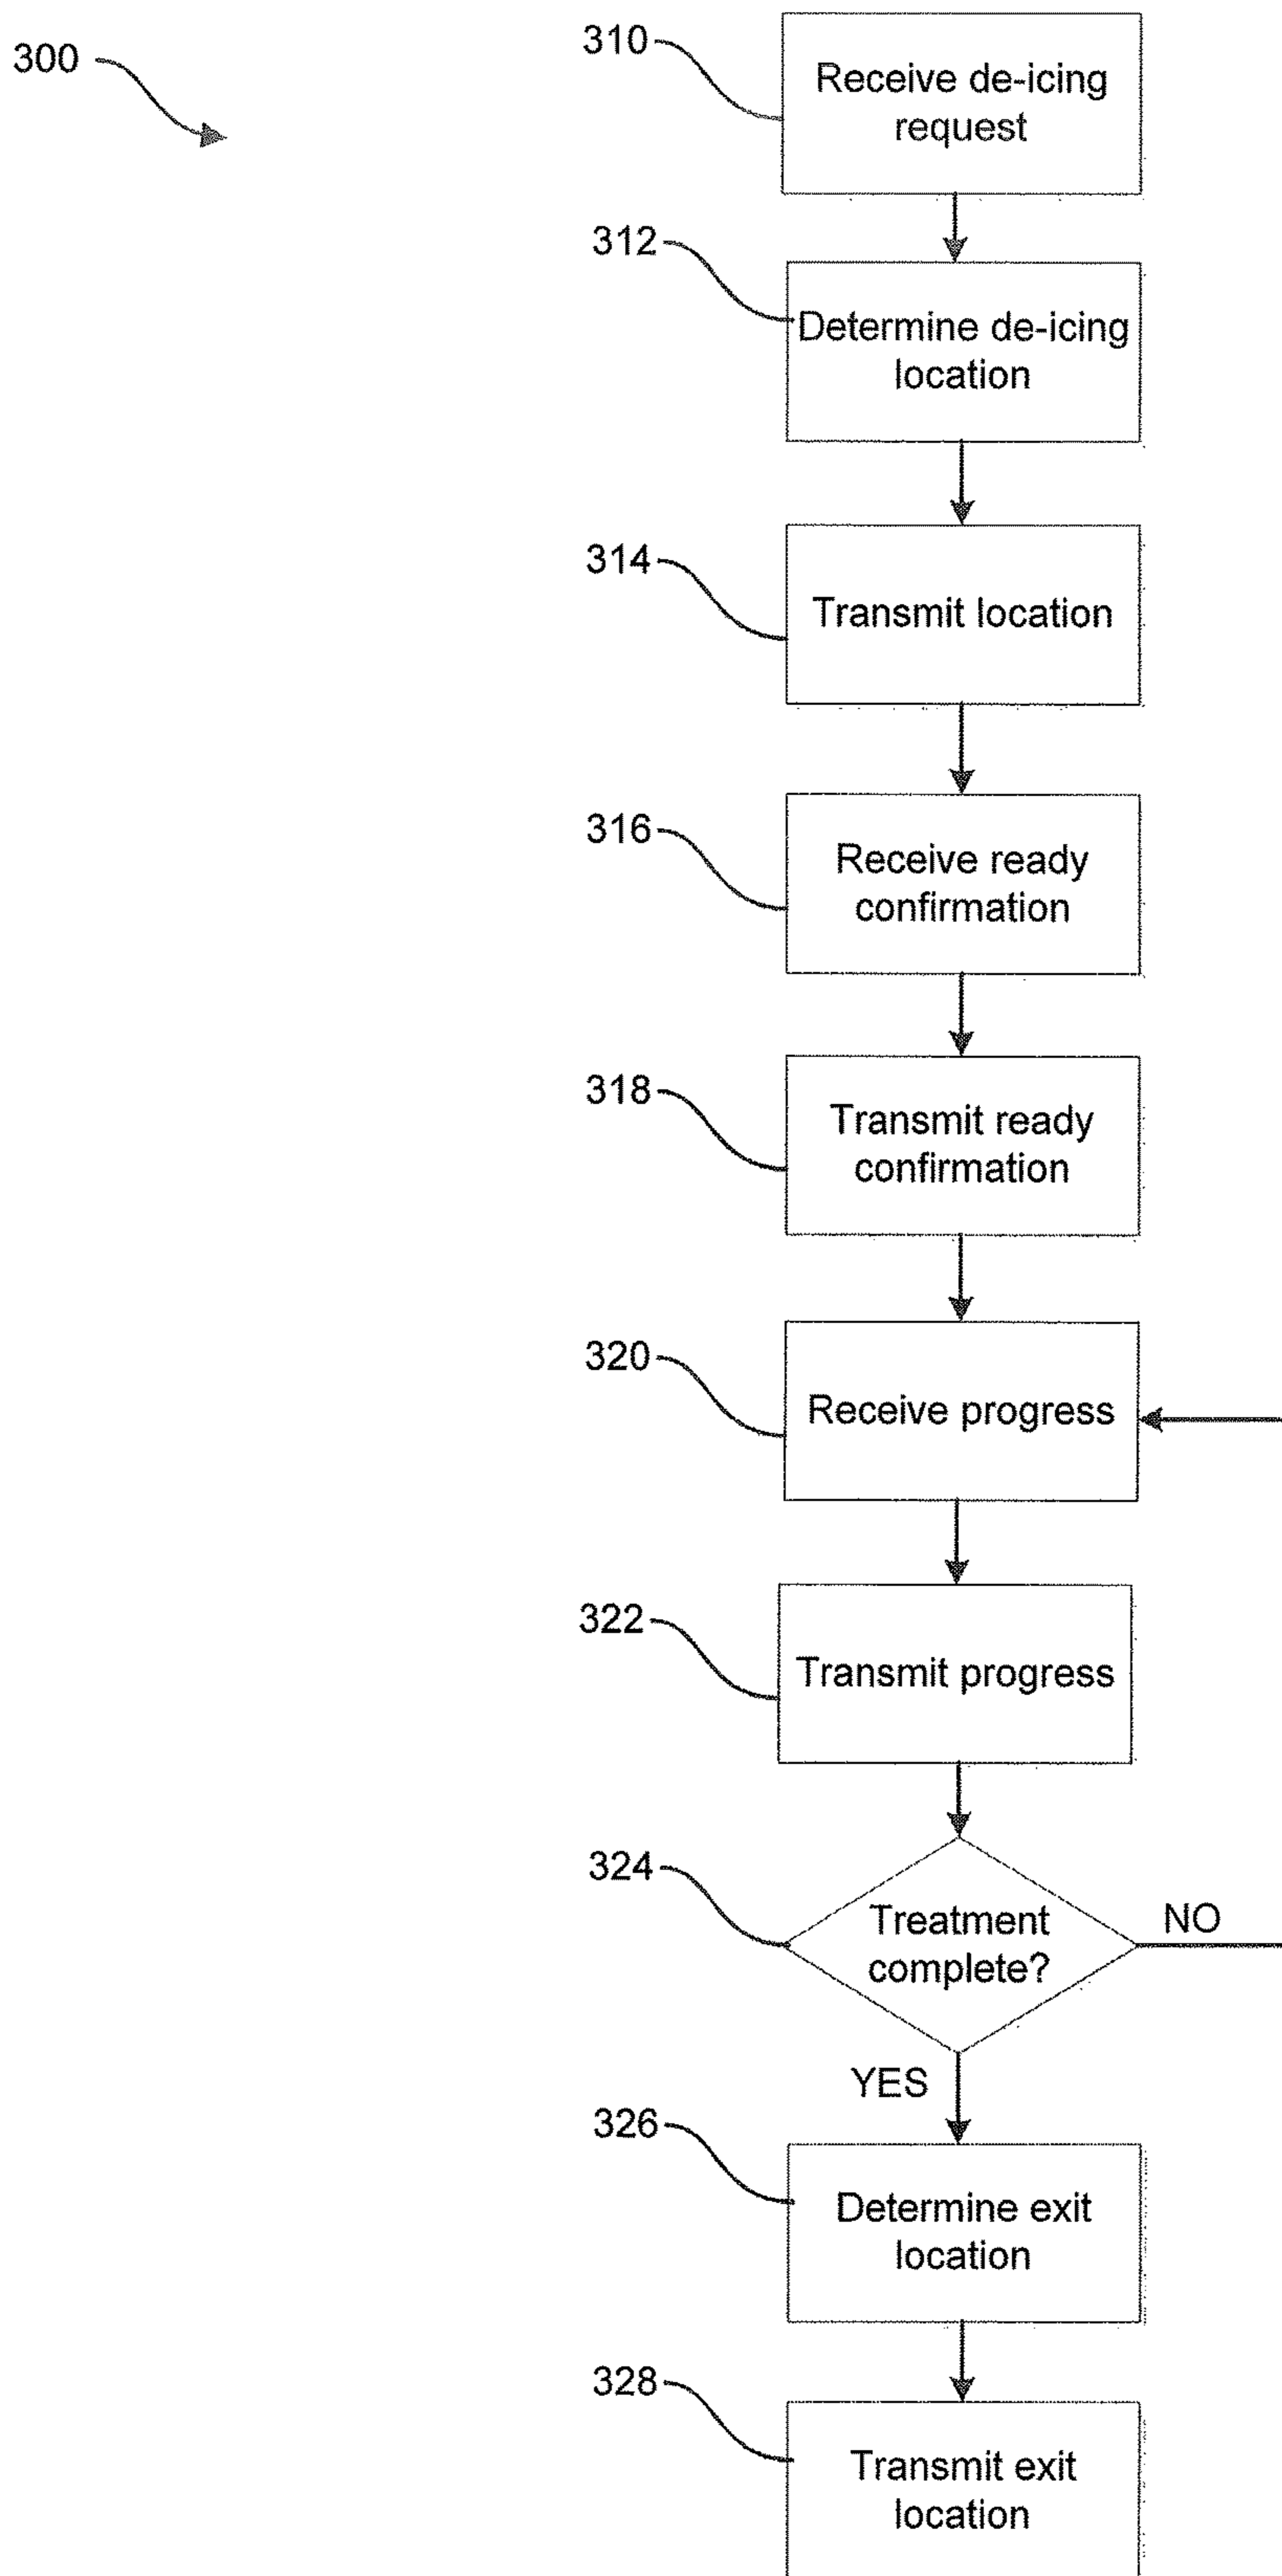 300
310
Receive de-icing
request
312
Determine de-icing
location
314
Transmit location
316
Receive ready
confirmation
318
Transmit ready
confirmation
320
Receive progress
322
Transmit progress
324
Treatment
complete?
NO
YES
326
Determine exit
location
328
Transmit exit
location